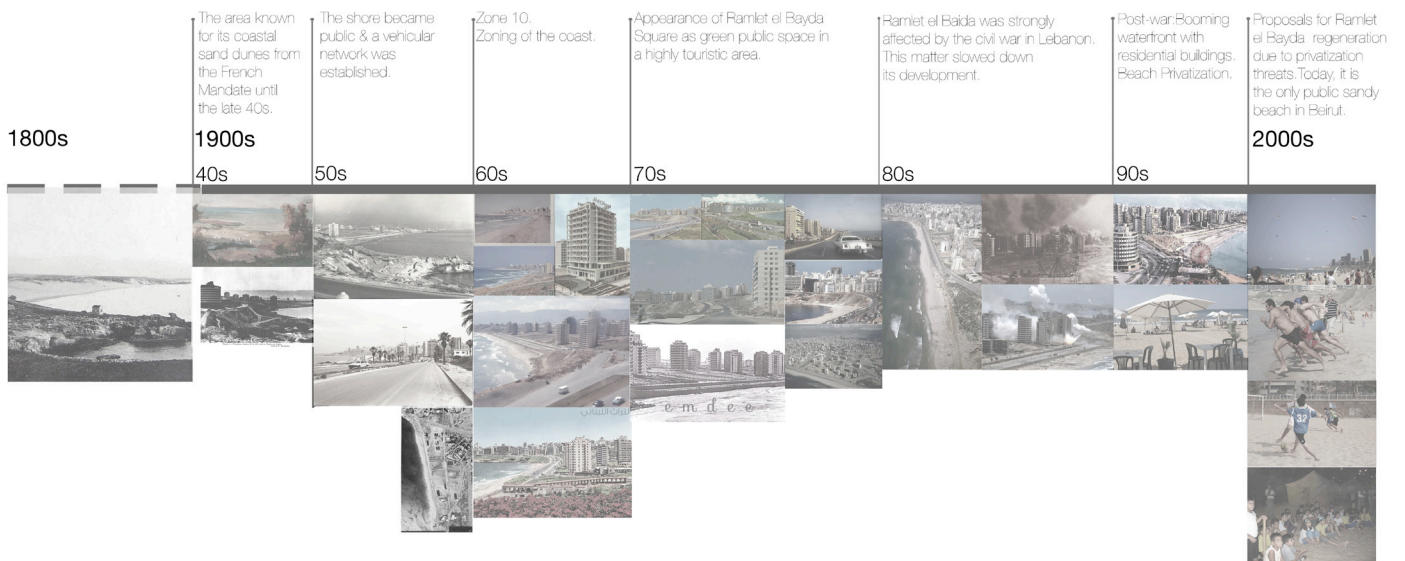 The area known
for its coastal
sand dunes from
the French
Mandate until
the late 40s.
The shore became
public & a vehicular
network was
established.
Zone 10.
Zoning of the coast.
Appearance of Ramlet el Bayda
Square as green public space in
a highly touristic area.
Ramlet el Baida was strongly
affected by the civil war in Lebanon.
This matter slowed down
its development.
Post-war:Booming
waterfront with
residential buildings.
Beach Privatization.
Proposals for Ramlet
el Bayda regeneration
due to privatization
threats.Today, it is
the only public sandy
beach in Beirut.
1800s
1900s
2000s
40s
50s
60s
70s
80s
90s
emdee
32